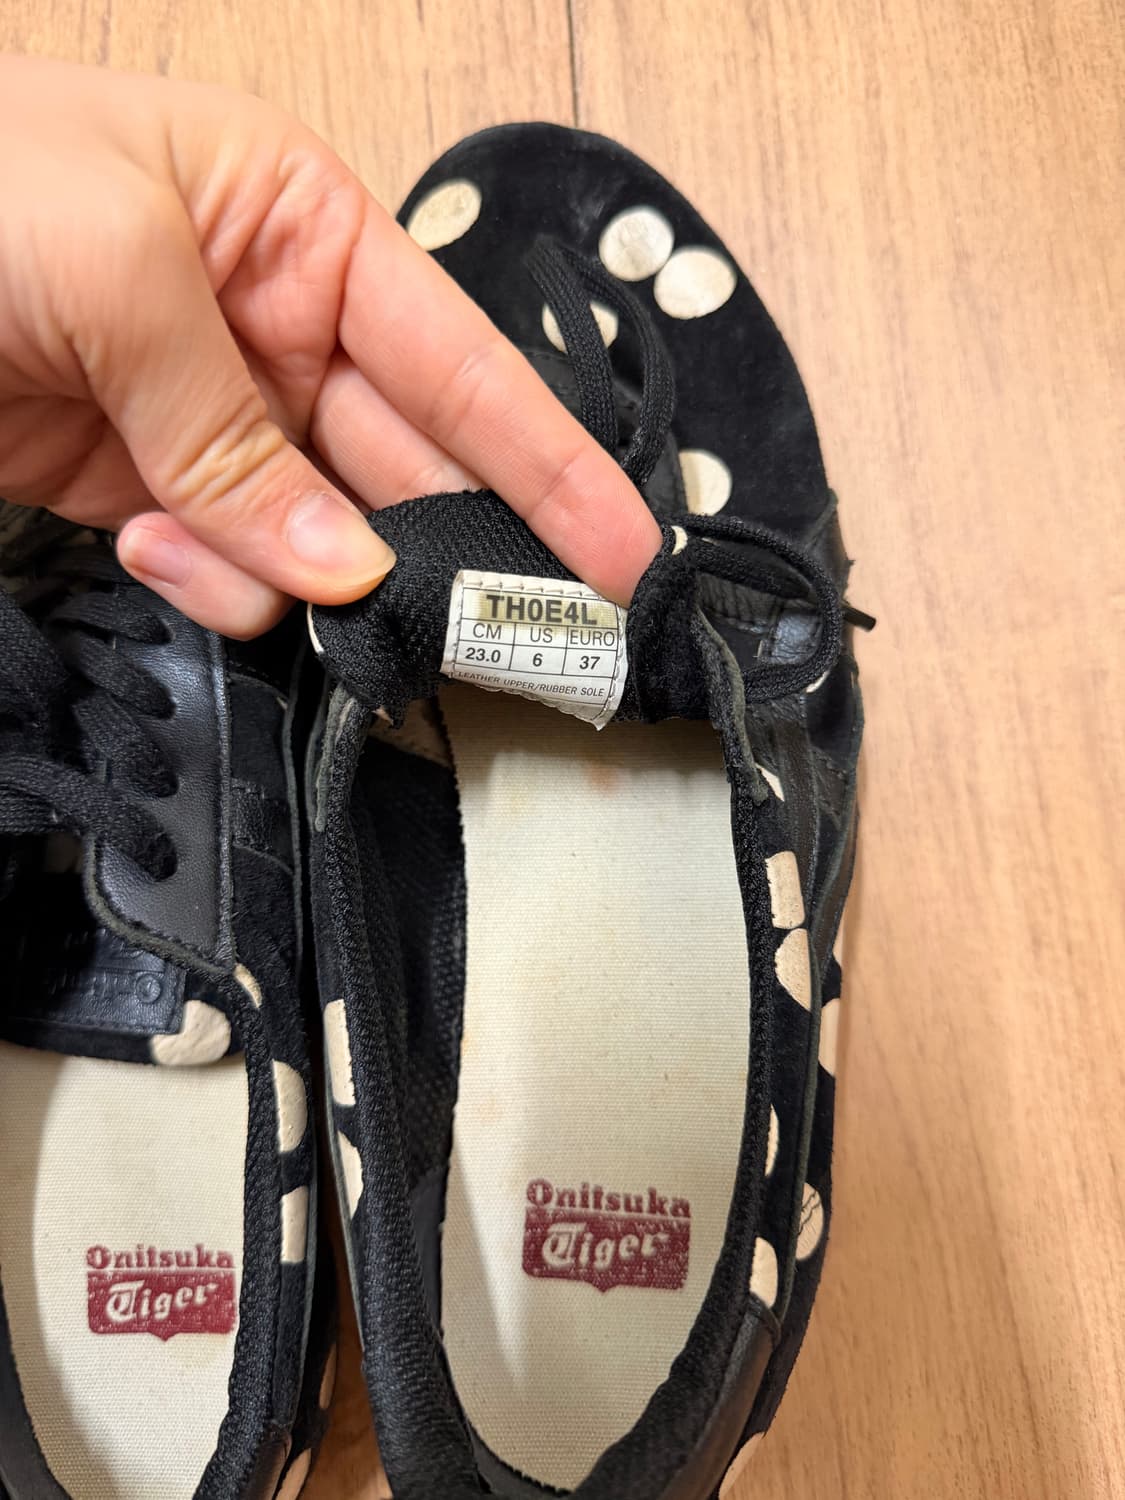 TH0E4L
CM US EURO
23.0 6 37
LEATHER UPPER/RUBBER SOLE
Onitsuka
Tiger
Onitsuka
Tiger